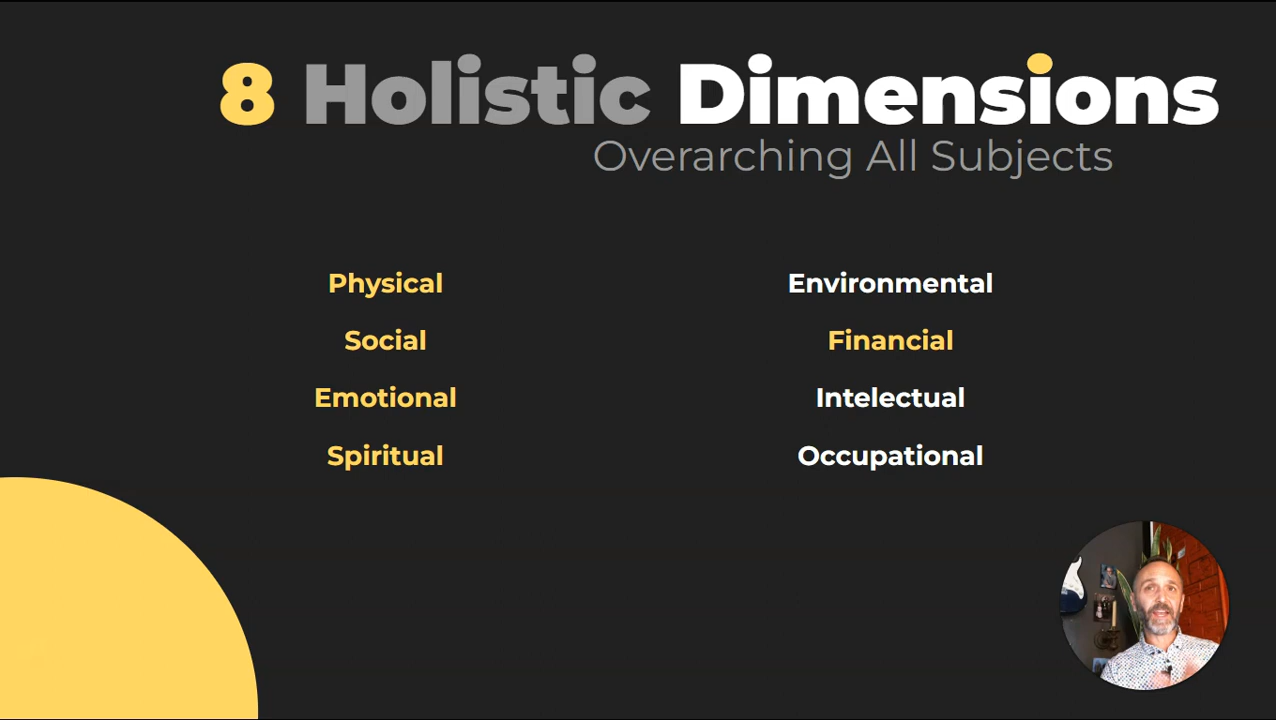 8 Holistic Dimensions
Overarching All Subjects
Physical
Social
Emotional
Spiritual
Environmental
Financial
Intelectual
Occupational